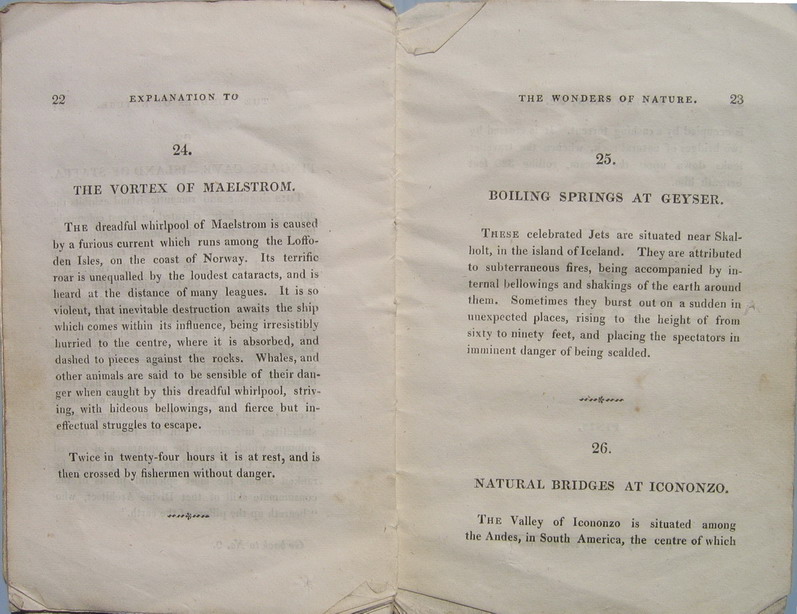 22 EXPLANATION TO
24.
THE VORTEX OF MAELSTROM.
THE dreadful whirlpool of Maelstrom is caused
by a furious current which runs among the Loffo-
den Isles, on the coast of Norway. Its terrific
roar is unequalled by the loudest cataracts, and is
heard at the distance of many leagues. It is so
violent, that inevitable destruction awaits the ship
which comes within its influence, being irresistibly
hurried to the centre, where it is absorbed, and
dashed to pieces against the rocks. Whales, and
other animals are said to be sensible of their dan-
ger when caught by this dreadful whirlpool, striv-
ing, with hideous bellowings, and fierce but in-
effectual struggles to escape.
Twice in twenty-four hours it is at rest, and is
then crossed by fishermen without danger.
THE WONDERS OF NATURE. 23
25.
BOILING SPRINGS AT GEYSER.
THESE celebrated Jets are situated near Skal-
holt, in the island of Iceland. They are attributed
to subterraneous fires, being accompanied by in-
ternal bellowings and shakings of the earth around
them. Sometimes they burst out on a sudden in
unexpected places, rising to the height of from
sixty to ninety feet, and placing the spectators in
imminent danger of being scalded.
26.
NATURAL BRIDGES AT ICONONZO.
THE Valley of Icononzo is situated among
the Andes, in South America, the centre of which